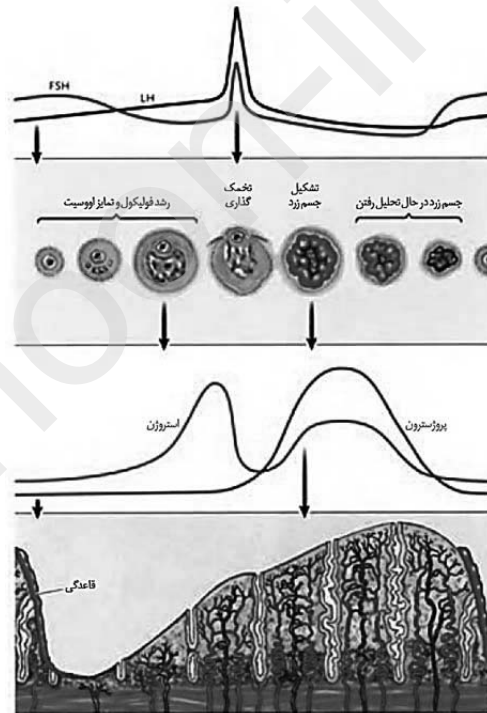 FSH
LH
رشد فولیکول و تمایز اووسیت
تخمک
گذاری
تشکیل
جسم زرد
جسم زرد در حال تحلیل رفتن
استروژن
پروژسترون
قاعدگی